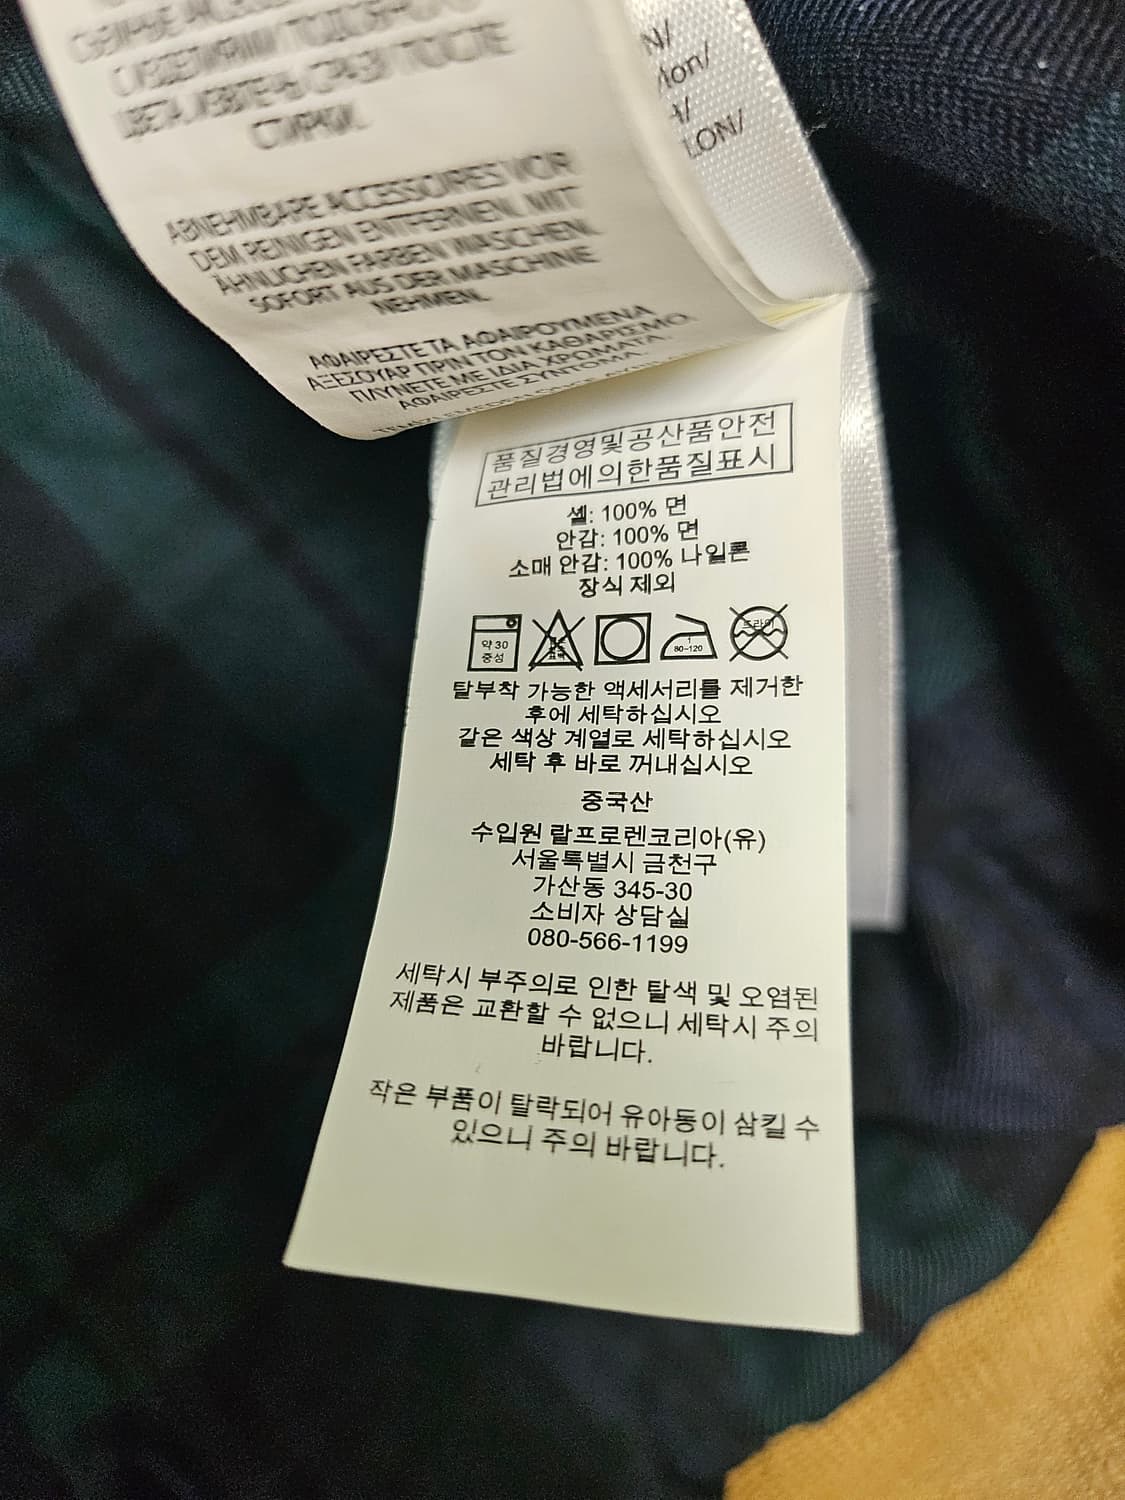 СТИРКИ.
ABNEHMBARE ACCESSOIRES VOR
DEM REINIGEN ENTFERNEN. MIT
ÄHNLICHEN FARBEN WASCHEN.
SOFORT AUS DER MASCHINE
NEHMEN.
ΑΦΑΙΡΕΣΤΕ ΤΑ ΑΦΑΙΡΟΥΜΕΝΑ
ΑΞΕΣΟΥΑΡ ΠΡΙΝ ΤΟΝ ΚΑΘΑΡΙΣΜΟ.
ΠΛΥΝΕΤΕ ΜΕ ΙΔΙΑ ΧΡΩΜΑΤΑ.
ΑΦΑΙΡΕΣΤΕ ΣΥΝΤΟΜΑ.
N/
lon/
A/
LON/
품질경영및공산품안전
관리법에의한품질표시
셸: 100% 면
안감: 100% 면
소매 안감: 100% 나일론
장식 제외
약 30
중성
1
80~120
드라이
탈부착 가능한 액세서리를 제거한
후에 세탁하십시오
같은 색상 계열로 세탁하십시오
세탁 후 바로 꺼내십시오
중국산
수입원 랄프로렌코리아(유)
서울특별시 금천구
가산동 345-30
소비자 상담실
080-566-1199
세탁시 부주의로 인한 탈색 및 오염된
제품은 교환할 수 없으니 세탁시 주의
바랍니다.
작은 부품이 탈락되어 유아동이 삼킬 수
있으니 주의 바랍니다.